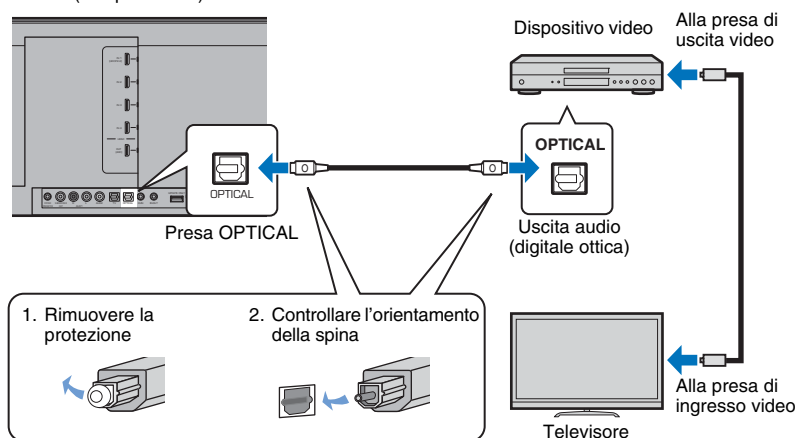 Dispositivo video
Alla presa di
uscita video
OPTICAL
OPTICAL
Presa OPTICAL
Uscita audio
(digitale ottica)
1. Rimuovere la
protezione
2. Controllare l'orientamento
della spina
Alla presa di
ingresso video
Televisore